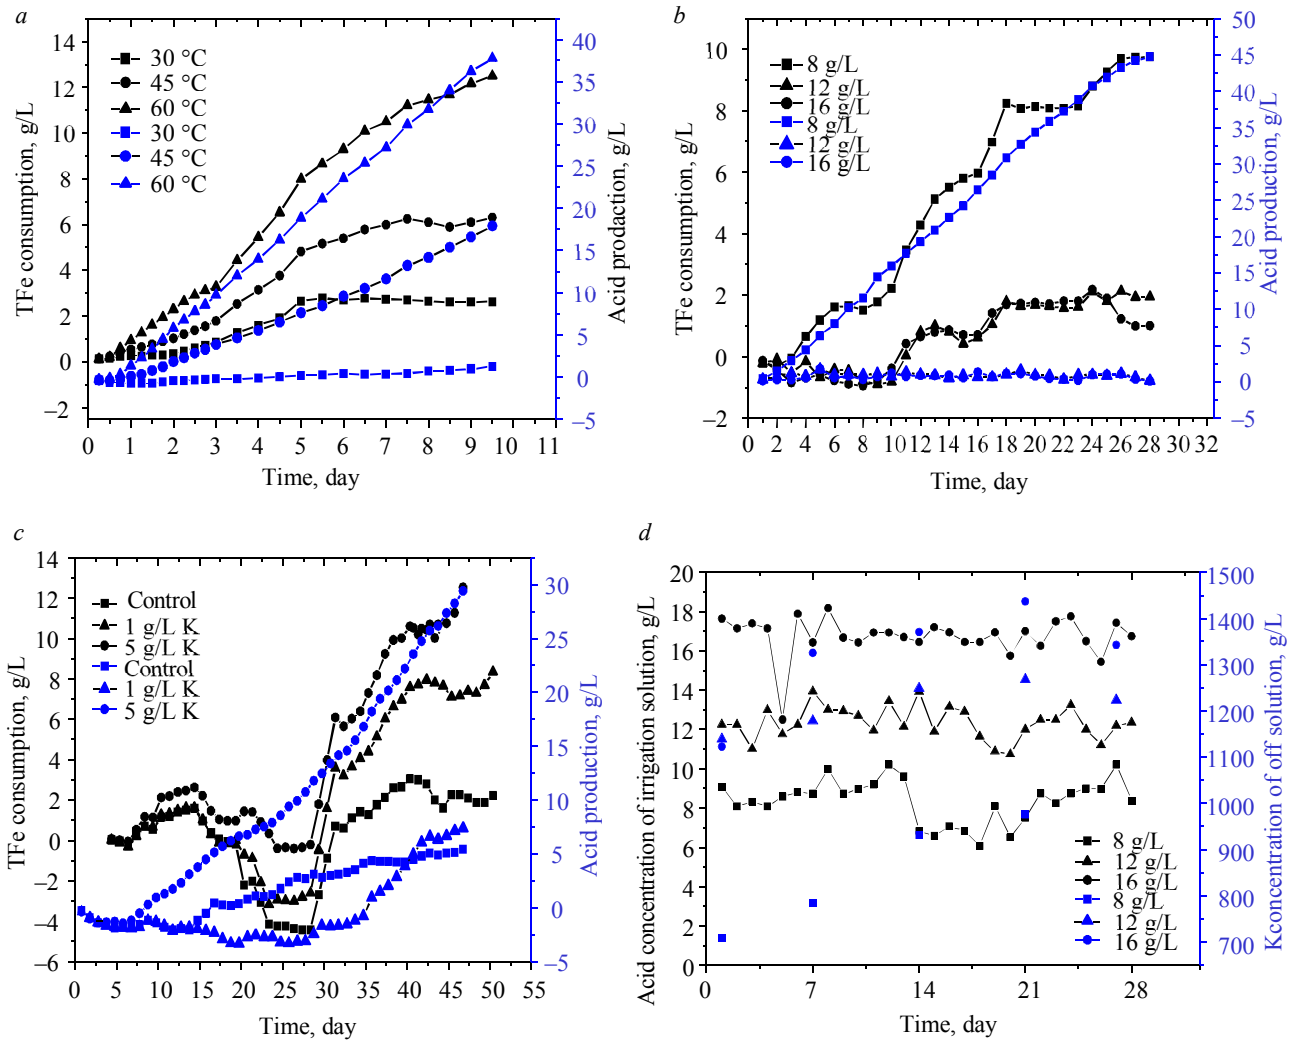 a
14
12
10
8
6
4
2
0
–2
TFe consumption, g/L
30 °C
45 °C
60 °C
30 °C
45 °C
60 °C
40
35
30
25
20
15
10
5
0
–5
Acid prodaction, g/L
0 1 2 3 4 5 6 7 8 9 10 11
Time, day
b
10
8
6
4
2
0
–2
TFe consumption, g/L
8 g/L
12 g/L
16 g/L
8 g/L
12 g/L
16 g/L
50
45
40
35
30
25
20
15
10
5
0
–5
Acid production, g/L
0 2 4 6 8 10 12 14 16 18 20 22 24 26 28 30 32
Time, day
c
14
12
10
8
6
4
2
0
–2
–4
–6
TFe consumption, g/L
Control
1 g/L K
5 g/L K
Control
1 g/L K
5 g/L K
30
25
20
15
10
5
0
–5
Acid production, g/L
0 5 10 15 20 25 30 35 40 45 50 55
Time, day
d
20
18
16
14
12
10
8
6
4
2
0
Acid concentration of irrigation solution, g/L
8 g/L
12 g/L
16 g/L
8 g/L
12 g/L
16 g/L
1500
1400
1300
1200
1100
1000
900
800
700
Kconcentration of off solution, g/L
0 7 14 21 28
Time, day